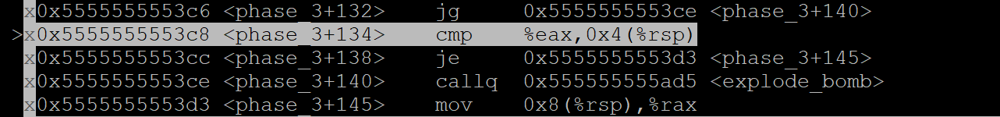 x0x5555555553c6 <phase_3+132> jg 0x5555555553ce <phase_3+140>
>x0x5555555553c8 <phase_3+134> cmp %eax,0x4(%rsp)
x0x5555555553cc <phase_3+138> je 0x5555555553d3 <phase_3+145>
x0x5555555553ce <phase_3+140> callq 0x555555555ad5 <explode_bomb>
x0x5555555553d3 <phase_3+145> mov 0x8(%rsp),%rax